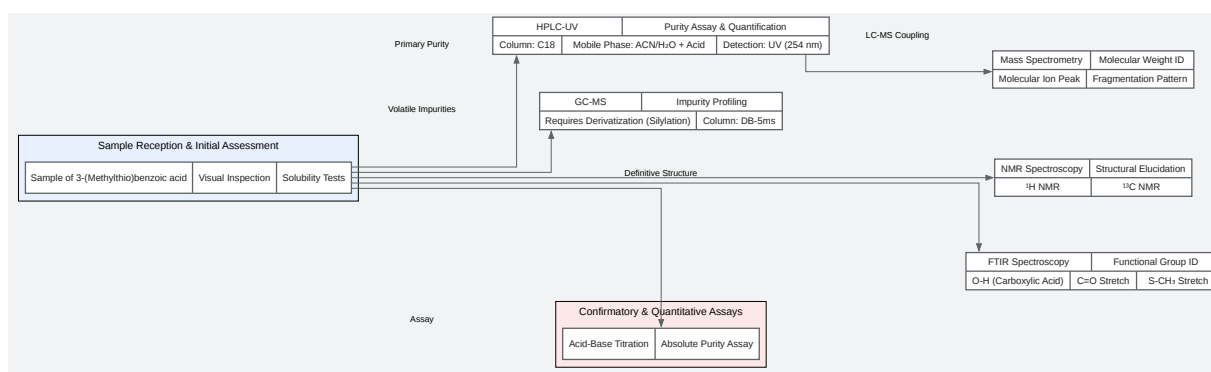 HPLC-UV Purity Assay & Quantification
Column: C18 Mobile Phase: ACN/H₂O + Acid Detection: UV (254 nm)
Primary Purity
LC-MS Coupling
Mass Spectrometry Molecular Weight ID
Molecular Ion Peak Fragmentation Pattern
Volatile Impurities
GC-MS Impurity Profiling
Requires Derivatization (Silylation) Column: DB-5ms
Sample Reception & Initial Assessment
Sample of 3-(Methylthio)benzoic acid Visual Inspection Solubility Tests
Definitive Structure
NMR Spectroscopy Structural Elucidation
¹H NMR ¹³C NMR
FTIR Spectroscopy Functional Group ID
O-H (Carboxylic Acid) C=O Stretch S-CH₃ Stretch
Assay
Confirmatory & Quantitative Assays
Acid-Base Titration Absolute Purity Assay